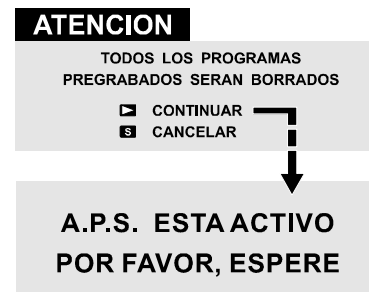 ATENCION
TODOS LOS PROGRAMAS
PREGRABADOS SERAN BORRADOS
CONTINUAR
S CANCELAR
A.P.S. ESTA ACTIVO
POR FAVOR, ESPERE